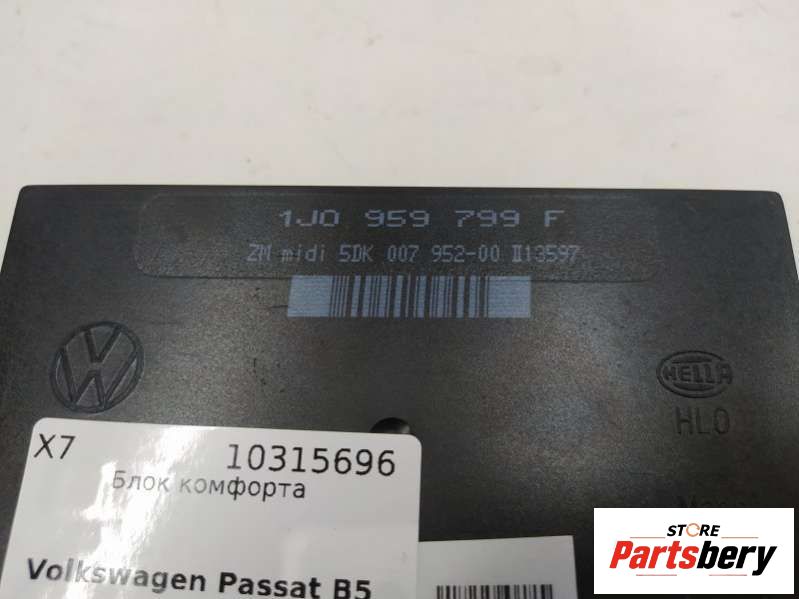 1J0 959 799 F
ZM midi 5DK 007 952-00 II13597
HELLA
HLO
X7
10315696
Блок комфорта
Volkswagen Passat B5
STORE
Partsbery